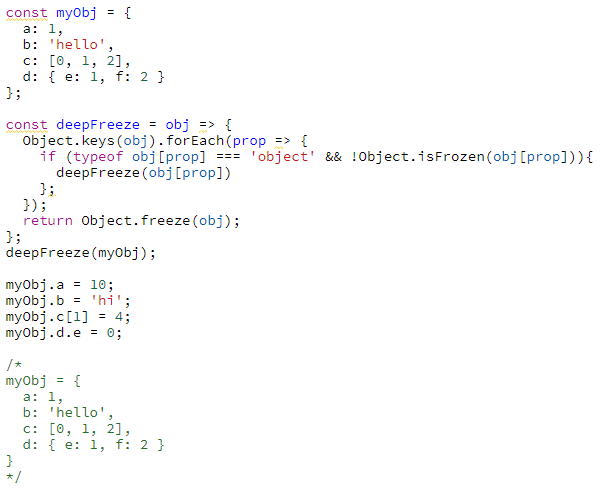 const myObj = {
  a: 1,
  b: 'hello',
  c: [0, 1, 2],
  d: { e: 1, f: 2 }
};

const deepFreeze = obj => {
  Object.keys(obj).forEach(prop => {
    if (typeof obj[prop] === 'object' && !Object.isFrozen(obj[prop])){
      deepFreeze(obj[prop])
    };
  });
  return Object.freeze(obj);
};
deepFreeze(myObj);

myObj.a = 10;
myObj.b = 'hi';
myObj.c[1] = 4;
myObj.d.e = 0;

/*
myObj = {
  a: 1,
  b: 'hello',
  c: [0, 1, 2],
  d: { e: 1, f: 2 }
}
*/